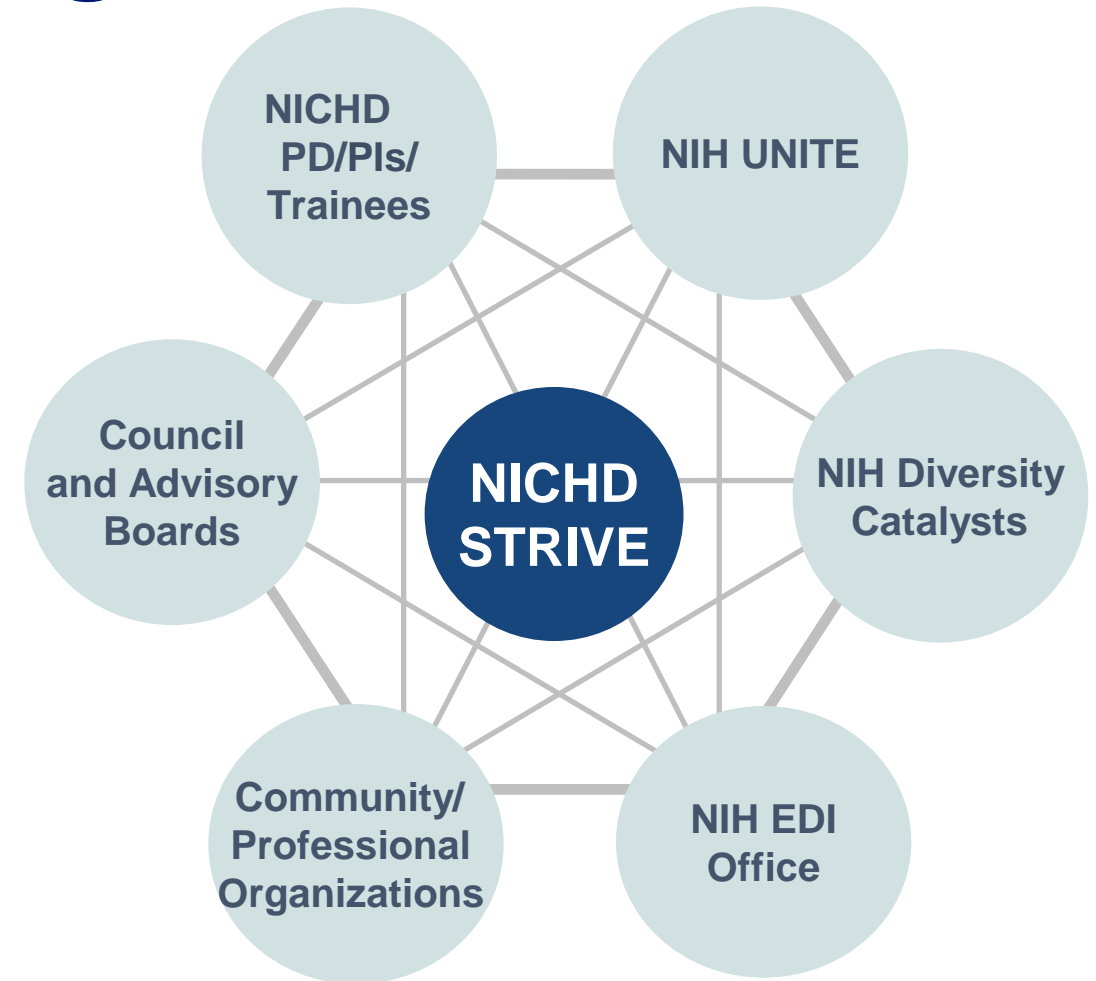 NICHD
PD/PIs/
Trainees
NIH UNITE
Council
and Advisory
Boards
NICHD
STRIVE
NIH Diversity
Catalysts
Community/
Professional
Organizations
NIH EDI
Office